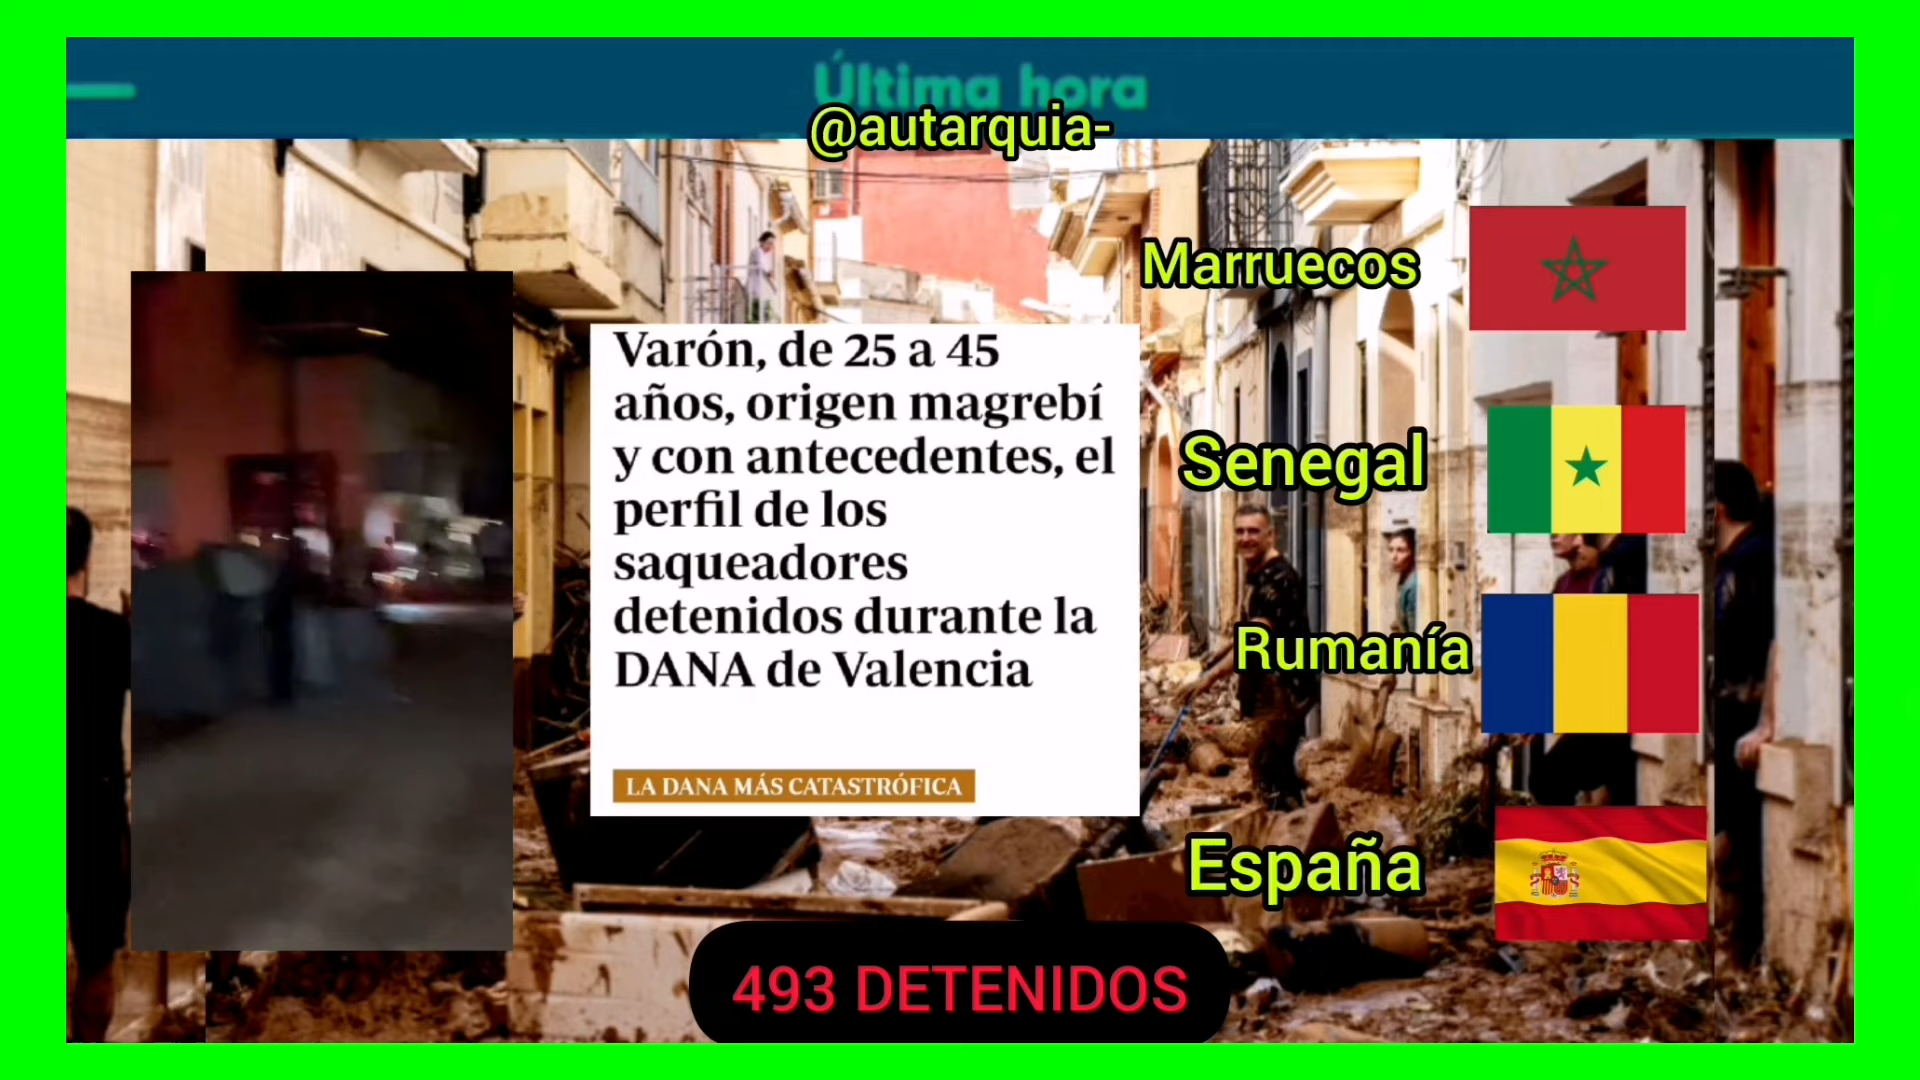 Última hora
@autarquia-
Marruecos
Varón, de 25 a 45
años, origen magrebí
y con antecedentes, el
perfil de los
saqueadores
detenidos durante la
DANA de Valencia
LA DANA MÁS CATASTRÓFICA
Senegal
Rumanía
España
493 DETENIDOS